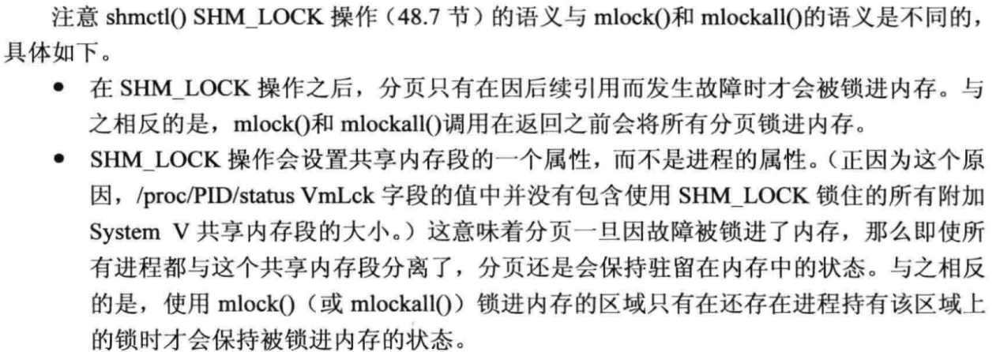 注意 shmctl() SHM_LOCK 操作（48.7 节）的语义与 mlock()和 mlockall()的语义是不同的，
具体如下。
• 在 SHM_LOCK 操作之后，分页只有在因后续引用而发生故障时才会被锁进内存。与
之相反的是，mlock()和 mlockall()调用在返回之前会将所有分页锁进内存。
• SHM_LOCK 操作会设置共享内存段的一个属性，而不是进程的属性。（正因为这个原
因，/proc/PID/status VmLck 字段的值中并没有包含使用 SHM_LOCK 锁住的所有附加
System V 共享内存段的大小。）这意味着分页一旦因故障被锁进了内存，那么即使所
有进程都与这个共享内存段分离了，分页还是会保持驻留在内存中的状态。与之相反
的是，使用 mlock()（或 mlockall()）锁进内存的区域只有在还存在进程持有该区域上
的锁时才会保持被锁进内存的状态。